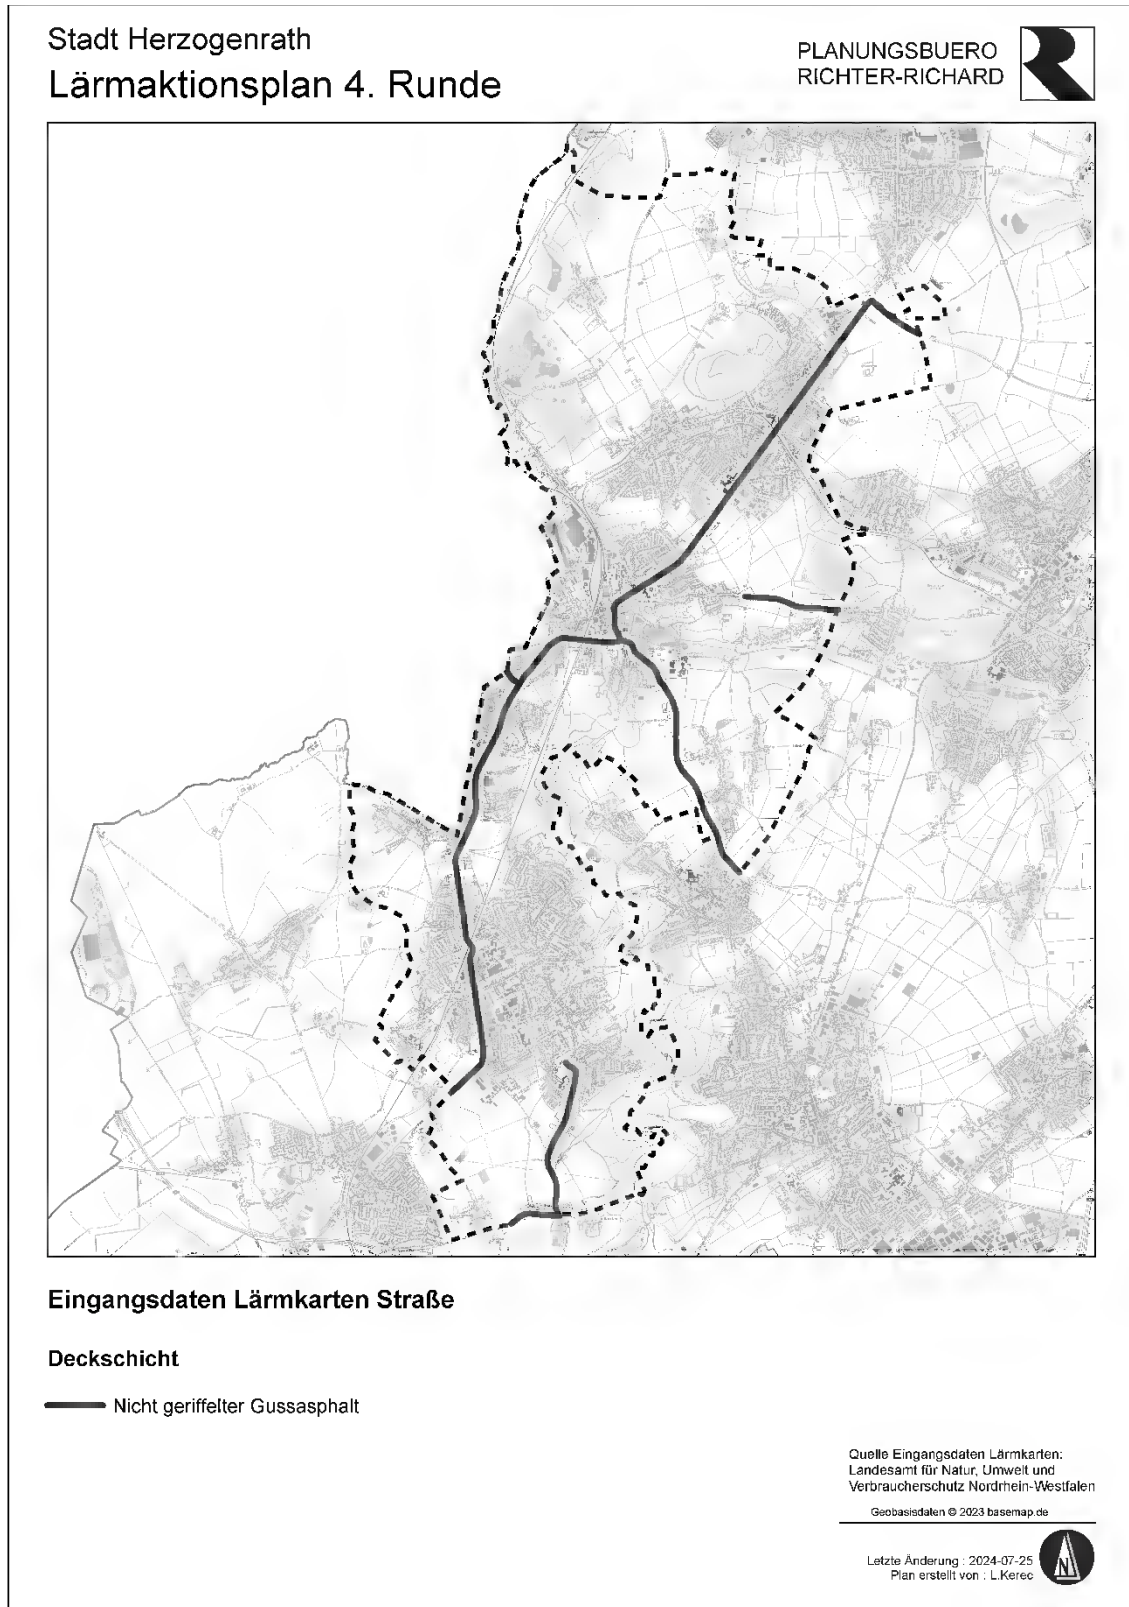 Stadt Herzogenrath
Lärmaktionsplan 4. Runde
PLANUNGSBUERO
RICHTER-RICHARD
Eingangsdaten Lärmkarten Straße
Deckschicht
Nicht geriffelter Gussasphalt
Quelle Eingangsdaten Lärmkarten:
Landesamt für Natur, Umwelt und
Verbraucherschutz Nordrhein-Westfalen
Geobasisdaten © 2023 basemap.de
Letzte Änderung : 2024-07-25
Plan erstellt von : L.Kerec
N